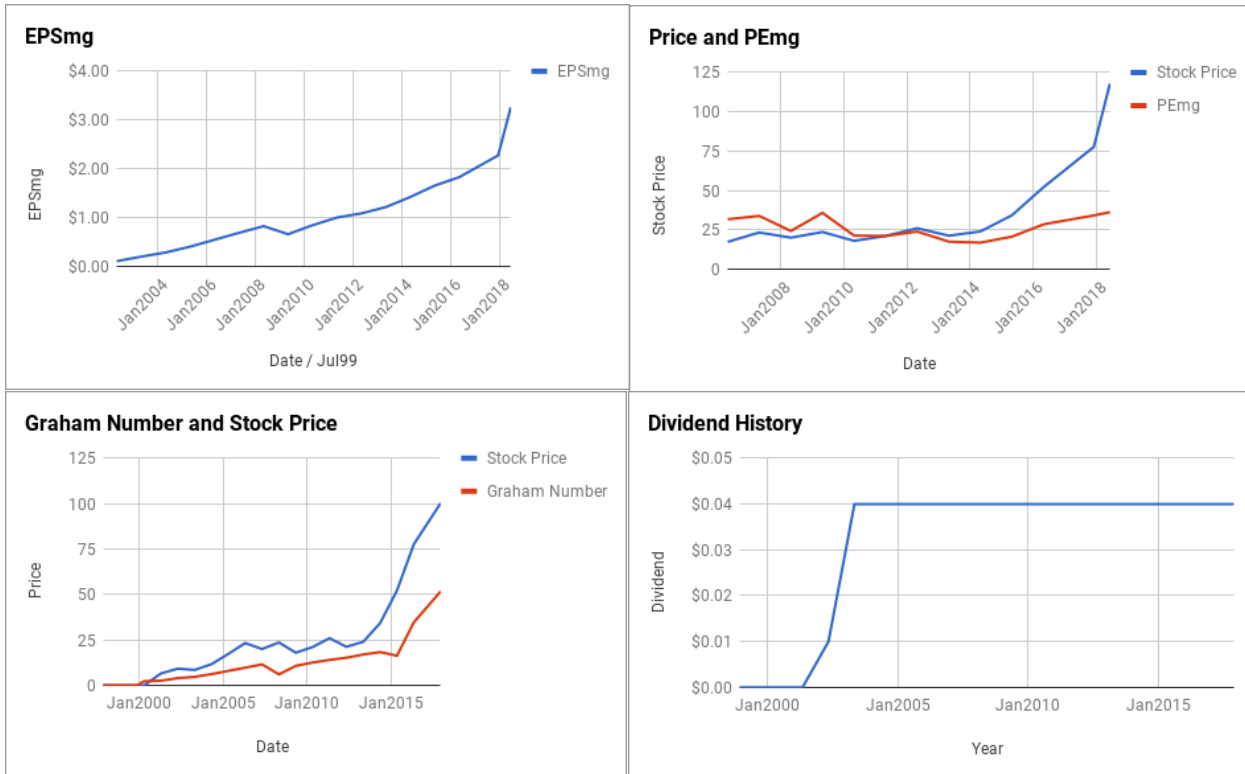 EPSmg
EPSmg
$4.00
$3.00
$2.00
$1.00
$0.00
EPSmg
Jan2004
Jan2006
Jan2008
Jan2010
Jan2012
Jan2014
Jan2016
Jan2018
Date / Jul99
Price and PEmg
Stock Price
PEmg
125
100
75
50
25
0
Stock Price
Jan2008
Jan2010
Jan2012
Jan2014
Jan2016
Jan2018
Date
Graham Number and Stock Price
Stock Price
Graham Number
125
100
75
50
25
0
Price
Jan2000
Jan2005
Jan2010
Jan2015
Date
Dividend History
$0.05
$0.04
$0.03
$0.02
$0.01
$0.00
Dividend
Jan2000
Jan2005
Jan2010
Jan2015
Year